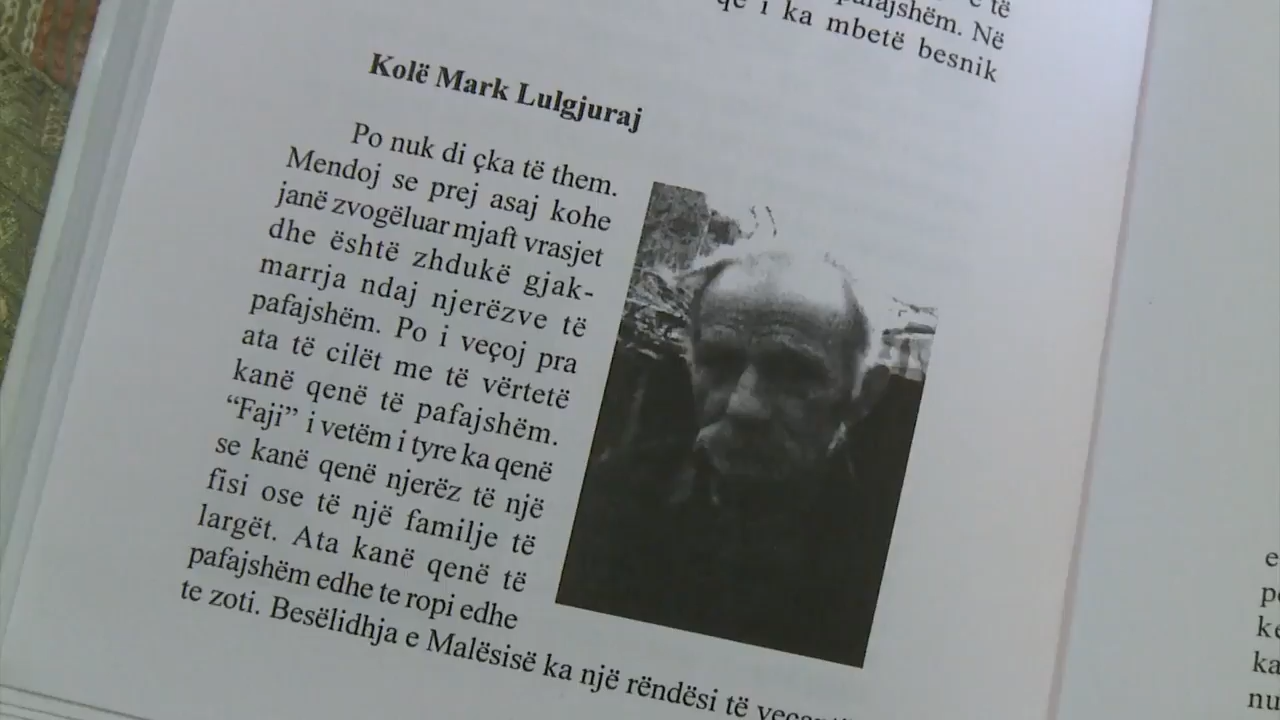 e të
pafajshëm. Në
që i ka mbetë besnik
Kolë Mark Lulgjuraj
Po nuk di çka të them.
Mendoj se prej asaj kohe
janë zvogëluar mjaft vrasjet
dhe është zhdukë gjak-
marrja ndaj njerëzve të
pafajshëm. Po i veçoj pra
ata të cilët me të vërtetë
kanë qenë të pafajshëm.
“Faji” i vetëm i tyre ka qenë
se kanë qenë njerëz të një
fisi ose të një familje të
largët. Ata kanë qenë të
pafajshëm edhe te ropi edhe
te zoti. Besëlidhja e Malësisë ka një rëndësi të
e
ka
nu